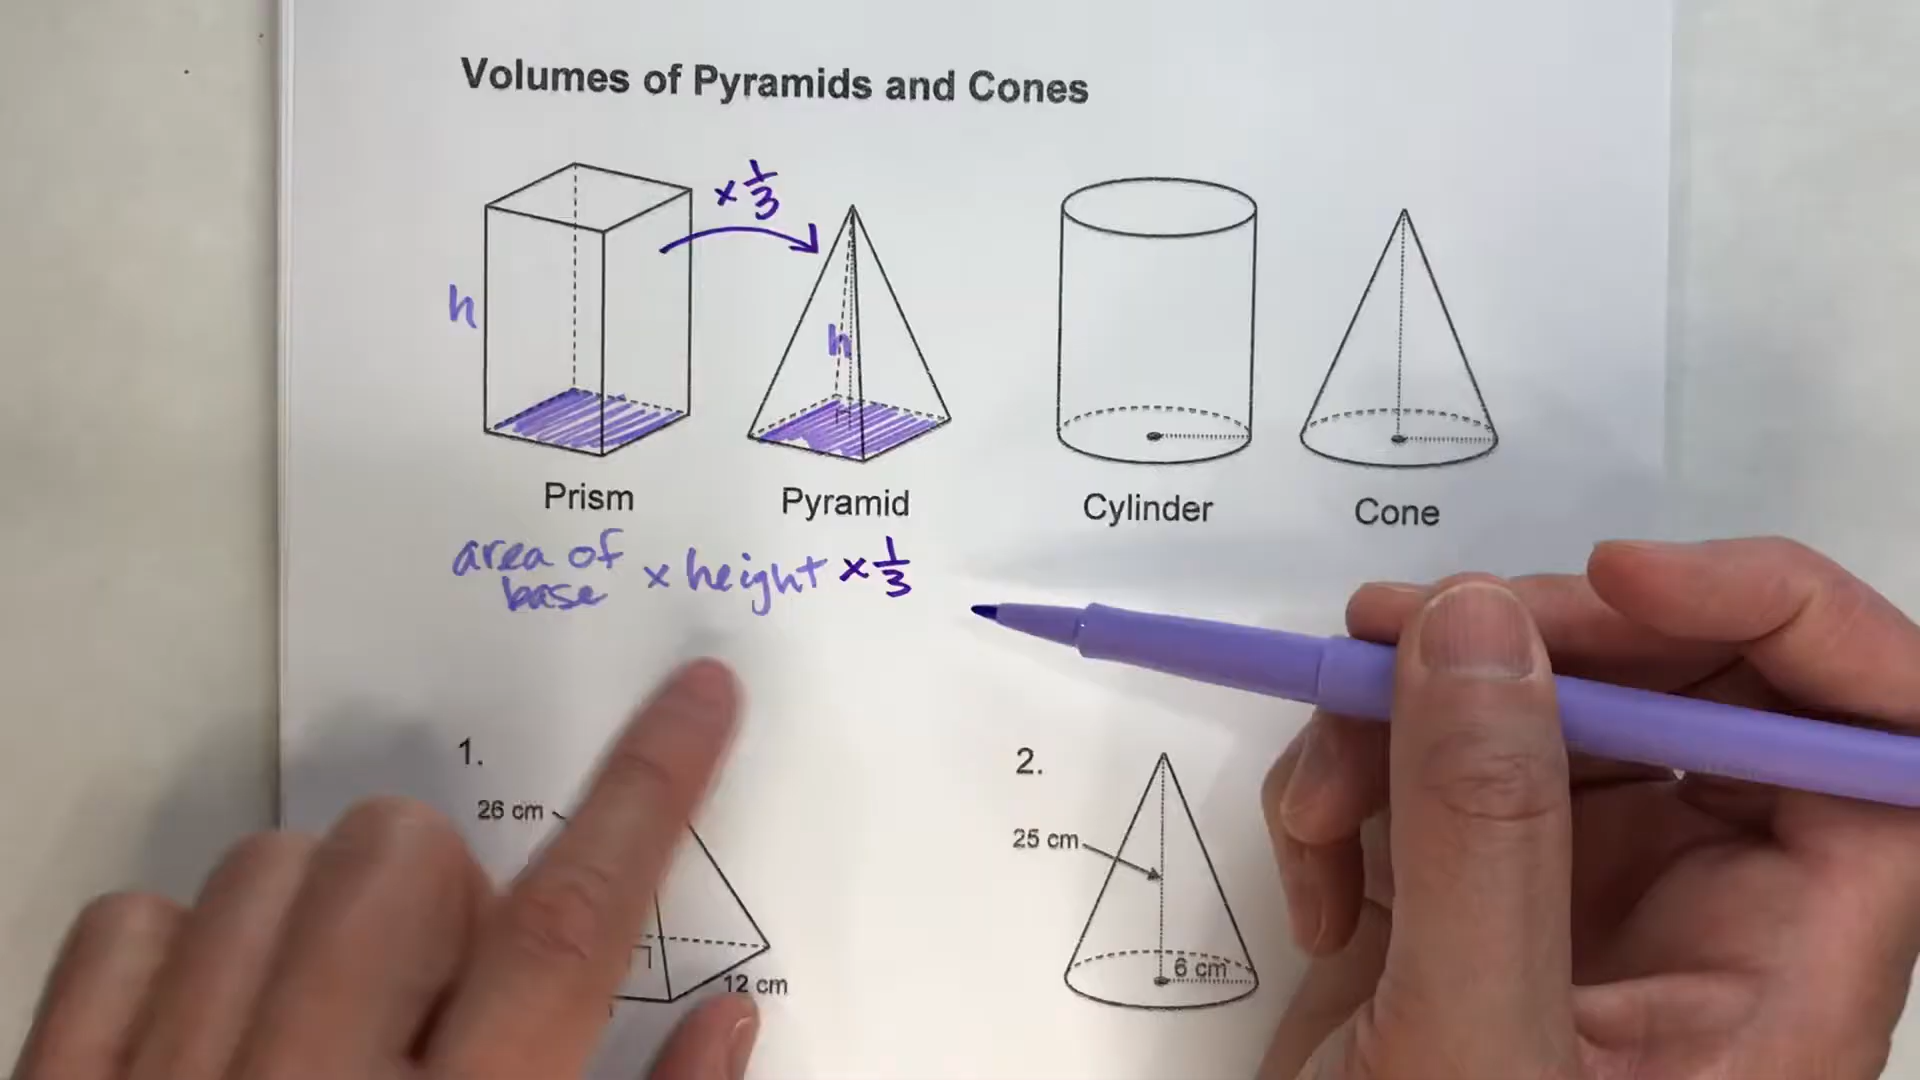 Volumes of Pyramids and Cones
× 1/3
h
h
Prism
Pyramid
Cylinder
Cone
area of base × height × 1/3
1.
26 cm
12 cm
2.
25 cm
6 cm